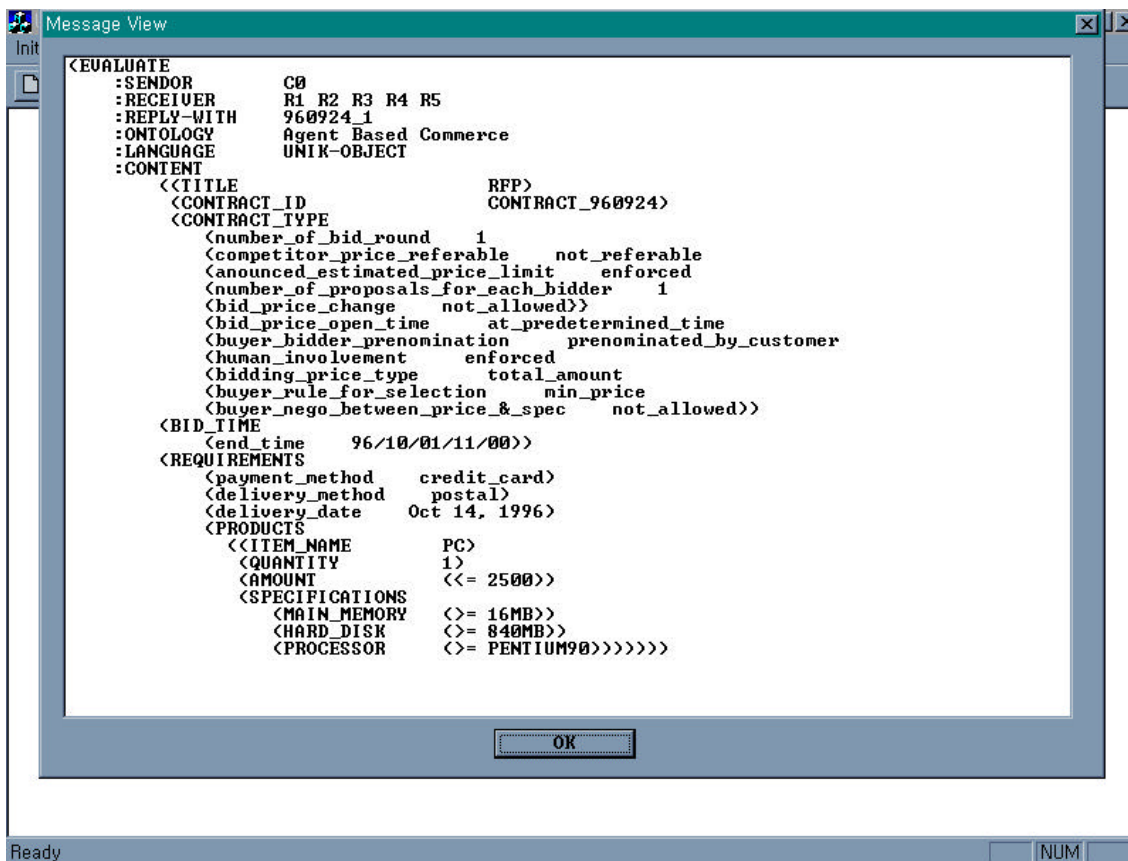 Message View
Init
(EVALUATE
:SENDOR C0
:RECEIVER R1 R2 R3 R4 R5
:REPLY-WITH 960924_1
:ONTOLOGY Agent Based Commerce
:LANGUAGE UNIK-OBJECT
:CONTENT
((TITLE RFP)
(CONTRACT_ID CONTRACT_960924)
(CONTRACT_TYPE
(number_of_bid_round 1
(competitor_price_referable not_referable
(anounced_estimated_price_limit enforced
(number_of_proposals_for_each_bidder 1
(bid_price_change not_allowed))
(bid_price_open_time at_predetermined_time
(buyer_bidder_prenomination prenominated_by_customer
(human_involvement enforced
(bidding_price_type total_amount
(buyer_rule_for_selection min_price
(buyer_nego_between_price_&_spec not_allowed))
(BID_TIME
(end_time 96/10/01/11/00))
(REQUIREMENTS
(payment_method credit_card)
(delivery_method postal)
(delivery_date Oct 14, 1996)
(PRODUCTS
((ITEM_NAME PC)
(QUANTITY 1)
(AMOUNT (<= 2500))
(SPECIFICATIONS
(MAIN_MEMORY (>= 16MB))
(HARD_DISK (>= 840MB))
(PROCESSOR (>= PENTIUM90)))))))
OK
Ready NUM